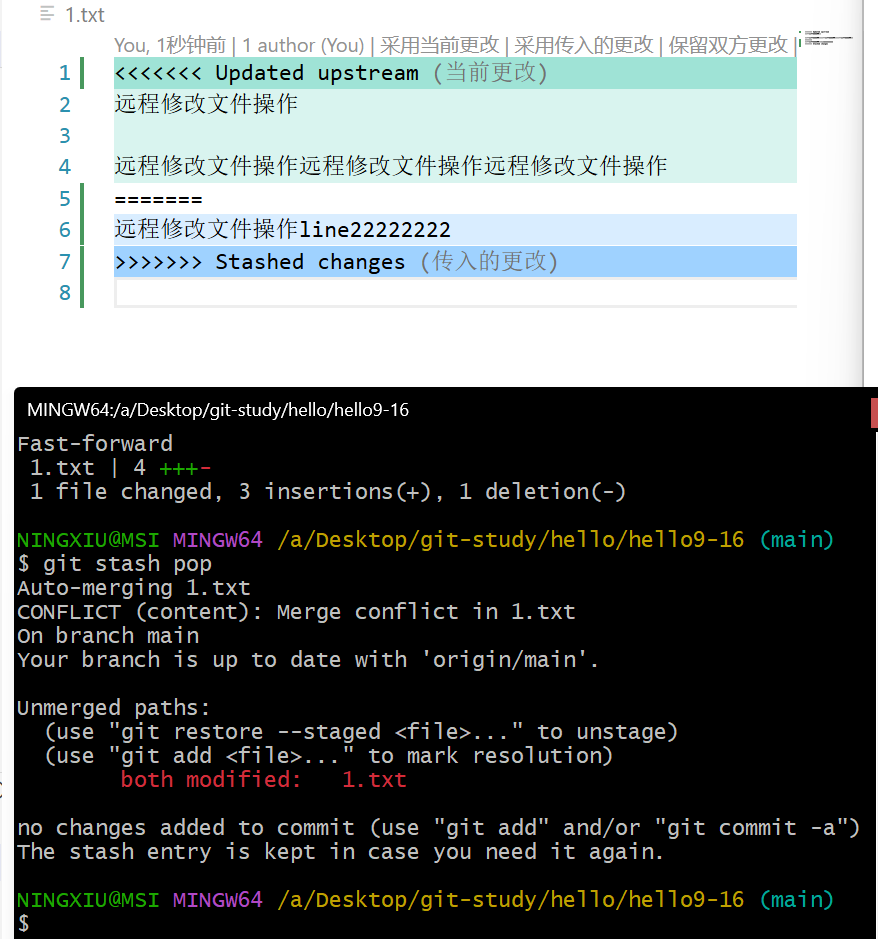 1.txt
You, 1秒钟前 | 1 author (You) | 采用当前更改 | 采用传入的更改 | 保留双方更改 |
1 <<<<<<< Updated upstream (当前更改)
2 远程修改文件操作
3
4 远程修改文件操作远程修改文件操作远程修改文件操作
5 =======
6 远程修改文件操作line22222222
7 >>>>>>> Stashed changes (传入的更改)
8
MINGW64:/a/Desktop/git-study/hello/hello9-16
Fast-forward
1.txt | 4 +++-
1 file changed, 3 insertions(+), 1 deletion(-)
NINGXIU@MSI MINGW64 /a/Desktop/git-study/hello/hello9-16 (main)
$ git stash pop
Auto-merging 1.txt
CONFLICT (content): Merge conflict in 1.txt
On branch main
Your branch is up to date with 'origin/main'.
Unmerged paths:
(use "git restore --staged <file>..." to unstage)
(use "git add <file>..." to mark resolution)
both modified:   1.txt
no changes added to commit (use "git add" and/or "git commit -a")
The stash entry is kept in case you need it again.
NINGXIU@MSI MINGW64 /a/Desktop/git-study/hello/hello9-16 (main)
$